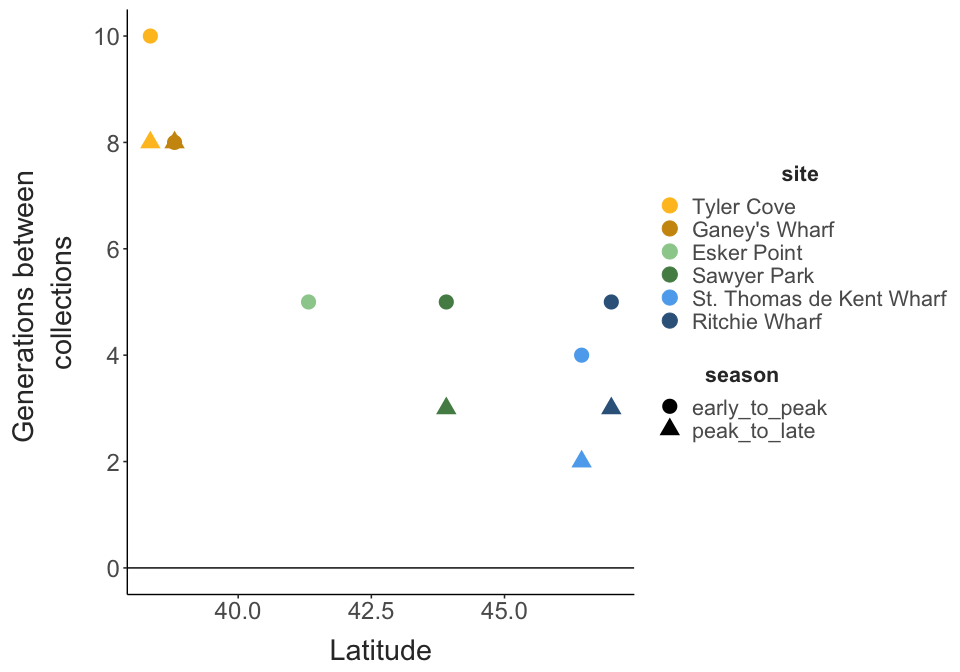 Generations between
collections
10
8
6
4
2
0
40.0
42.5
45.0
Latitude
site
Tyler Cove
Ganey's Wharf
Esker Point
Sawyer Park
St. Thomas de Kent Wharf
Ritchie Wharf
season
early_to_peak
peak_to_late